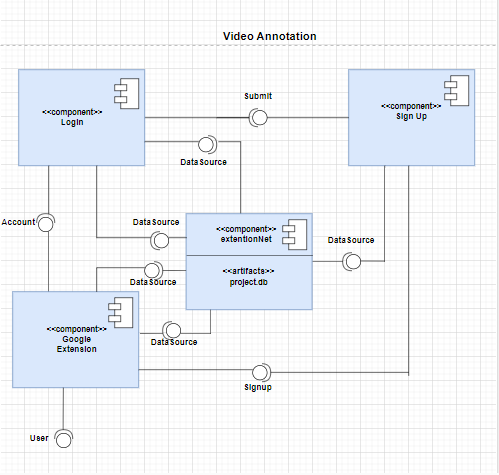 Video Annotation
<<component>>
Login
Submit
<<component>>
Sign Up
DataSource
Account
DataSource
<<component>>
extentionNet
DataSource
<<artifacts>>
project.db
DataSource
<<component>>
Google
Extension
DataSource
Signup
User